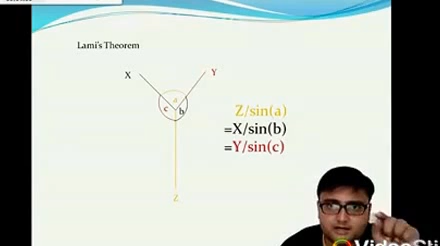 Lami's Theorem
X
Y
a
c
b
Z/sin(a)
=X/sin(b)
=Y/sin(c)
Z